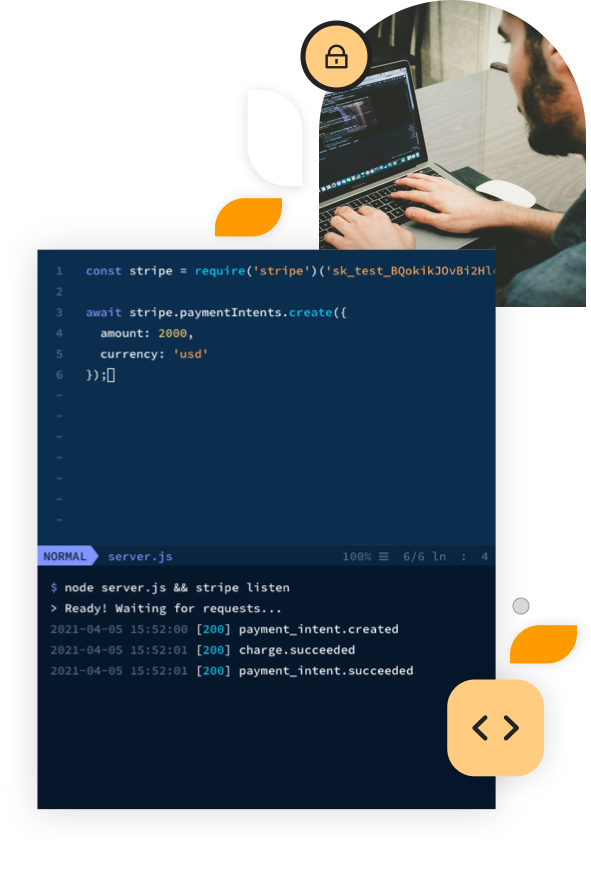 1 const stripe = require('stripe')('sk_test_BQokikJOvBi2Hl4
2
3 await stripe.paymentIntents.create({
4 amount: 2000,
5 currency: 'usd'
6 });
~
~
~
~
~
~
~
NORMAL server.js 100% ☰ 6/6 ln : 4
$ node server.js && stripe listen
> Ready! Waiting for requests...
2021-04-05 15:52:00 [200] payment_intent.created
2021-04-05 15:52:01 [200] charge.succeeded
2021-04-05 15:52:01 [200] payment_intent.succeeded
< >